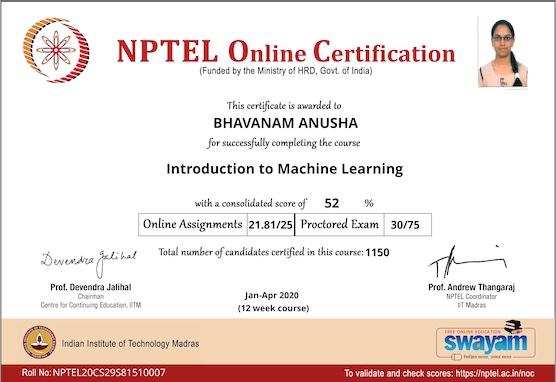 NPTEL Online Certification
(Funded by the Ministry of HRD, Govt. of India)
This certificate is awarded to
BHAVANAM ANUSHA
for successfully completing the course
Introduction to Machine Learning
with a consolidated score of 52 %
Online Assignments 21.81/25 Proctored Exam 30/75
Total number of candidates certified in this course: 1150
Devendra Jalihal
Prof. Devendra Jalihal
Chairman
Centre for Continuing Education, IITM
Jan-Apr 2020
(12 week course)
Prof. Andrew Thangaraj
NPTEL Coordinator
IIT Madras
Indian Institute of Technology Madras
FREE ONLINE EDUCATION
swayam
शिक्षित भारत, उन्नत भारत
Roll No: NPTEL20CS29S81510007
To validate and check scores: https://nptel.ac.in/noc